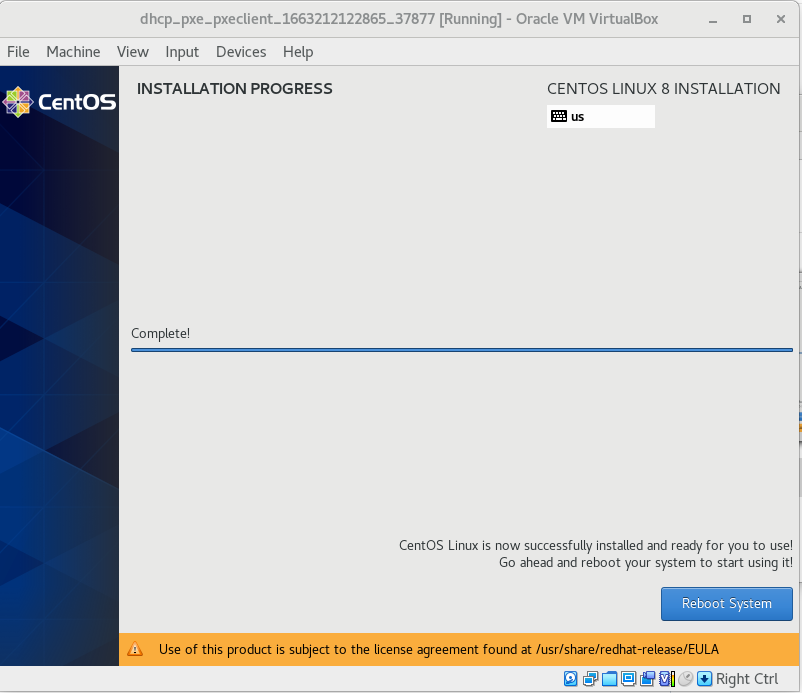 dhcp_pxe_pxeclient_1663212122865_37877 [Running] - Oracle VM VirtualBox
File Machine View Input Devices Help
CentOS
INSTALLATION PROGRESS
CENTOS LINUX 8 INSTALLATION
us
Complete!
CentOS Linux is now successfully installed and ready for you to use!
Go ahead and reboot your system to start using it!
Reboot System
Use of this product is subject to the license agreement found at /usr/share/redhat-release/EULA
Right Ctrl